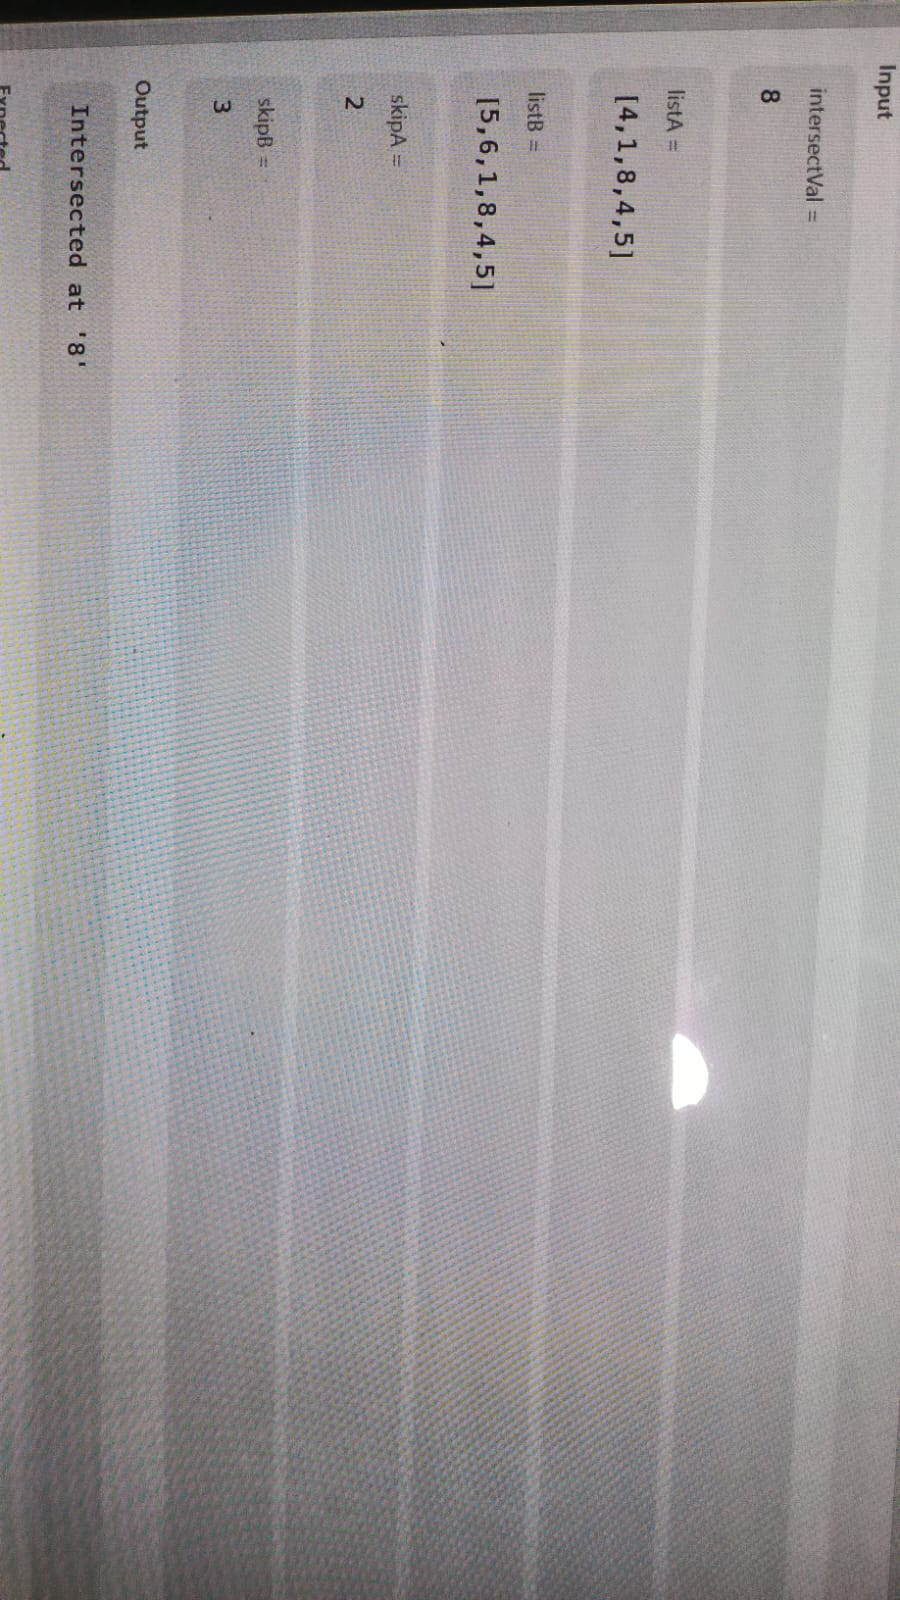 Input
intersectVal =
8
listA =
[4,1,8,4,5]
listB =
[5,6,1,8,4,5]
skipA =
2
skipB =
3
Output
Intersected at '8'
Expected